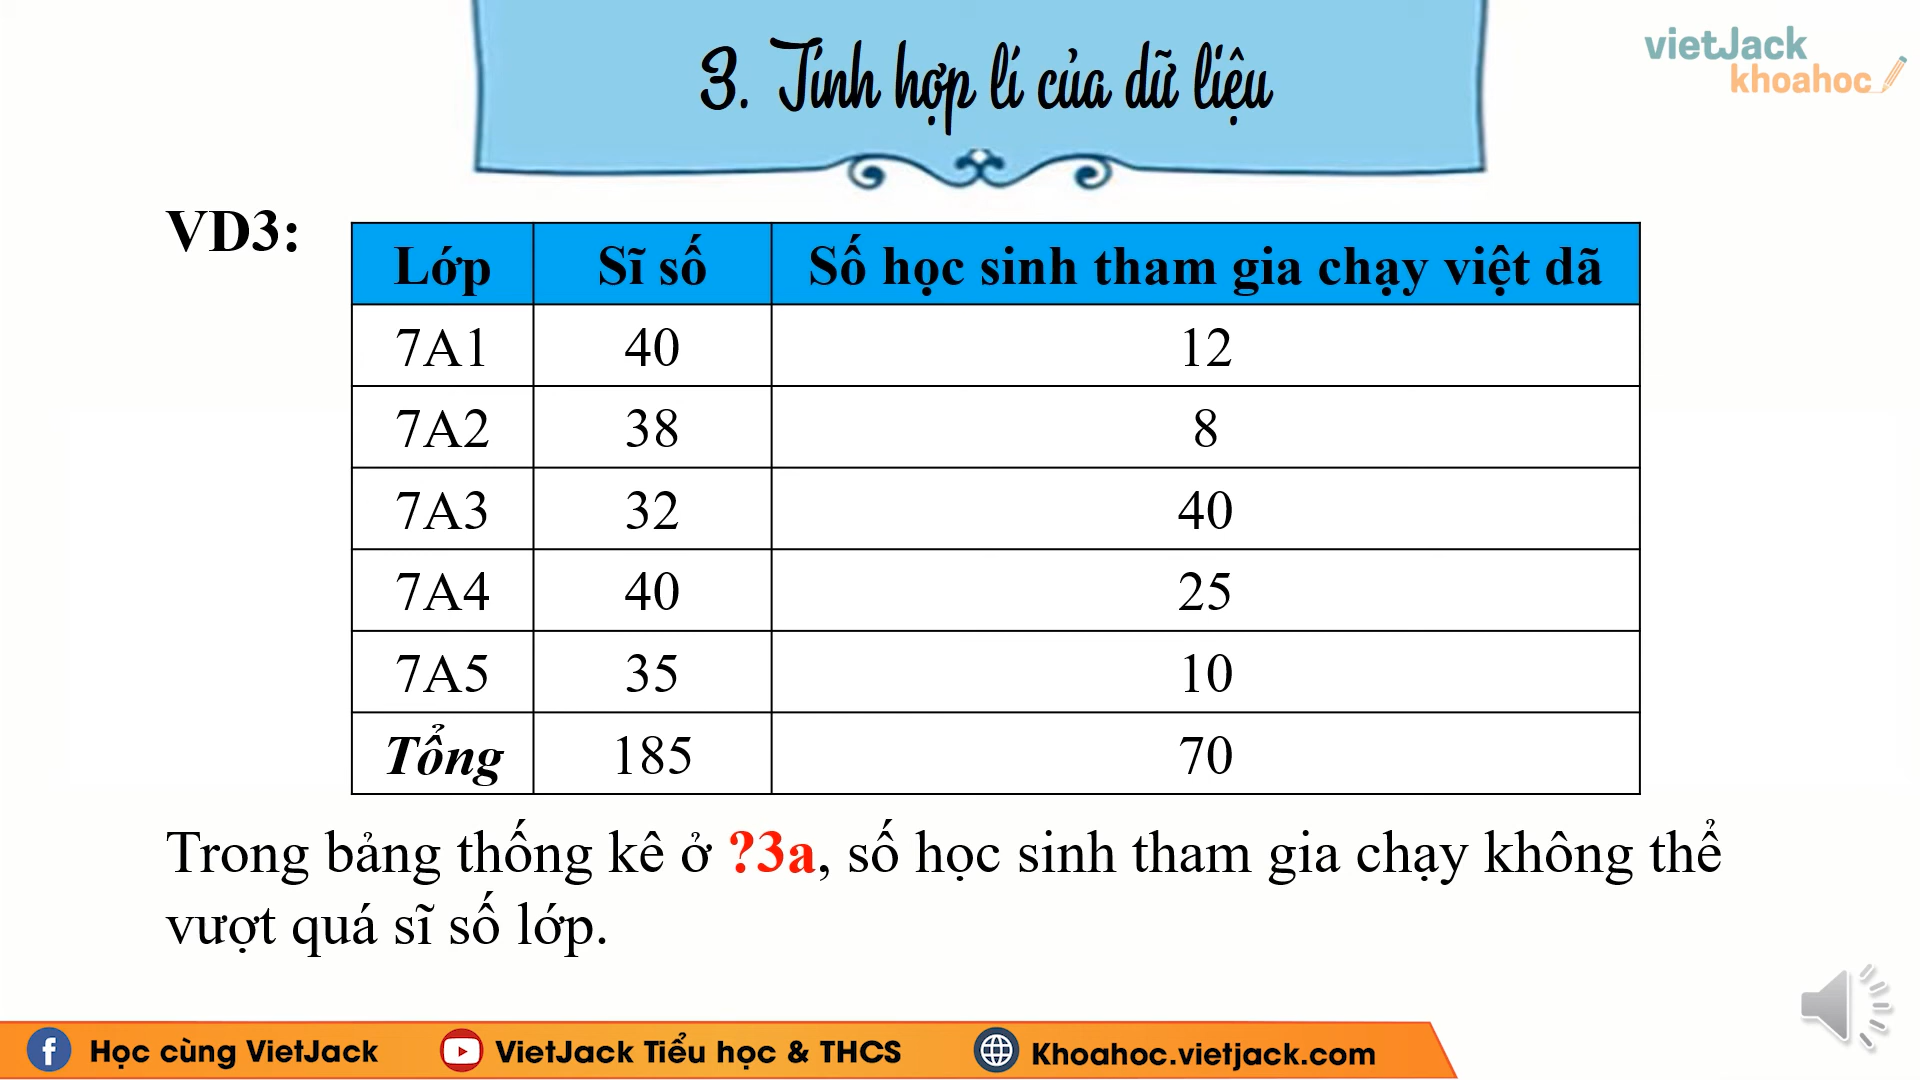 3. Tính hợp lí của dữ liệu
vietJack
khoahoc
VD3:
Lớp Sĩ số Số học sinh tham gia chạy việt dã
7A1 40 12
7A2 38 8
7A3 32 40
7A4 40 25
7A5 35 10
Tổng 185 70
Trong bảng thống kê ở ?3a, số học sinh tham gia chạy không thể
vượt quá sĩ số lớp.
Học cùng VietJack VietJack Tiểu học & THCS Khoahoc.vietjack.com